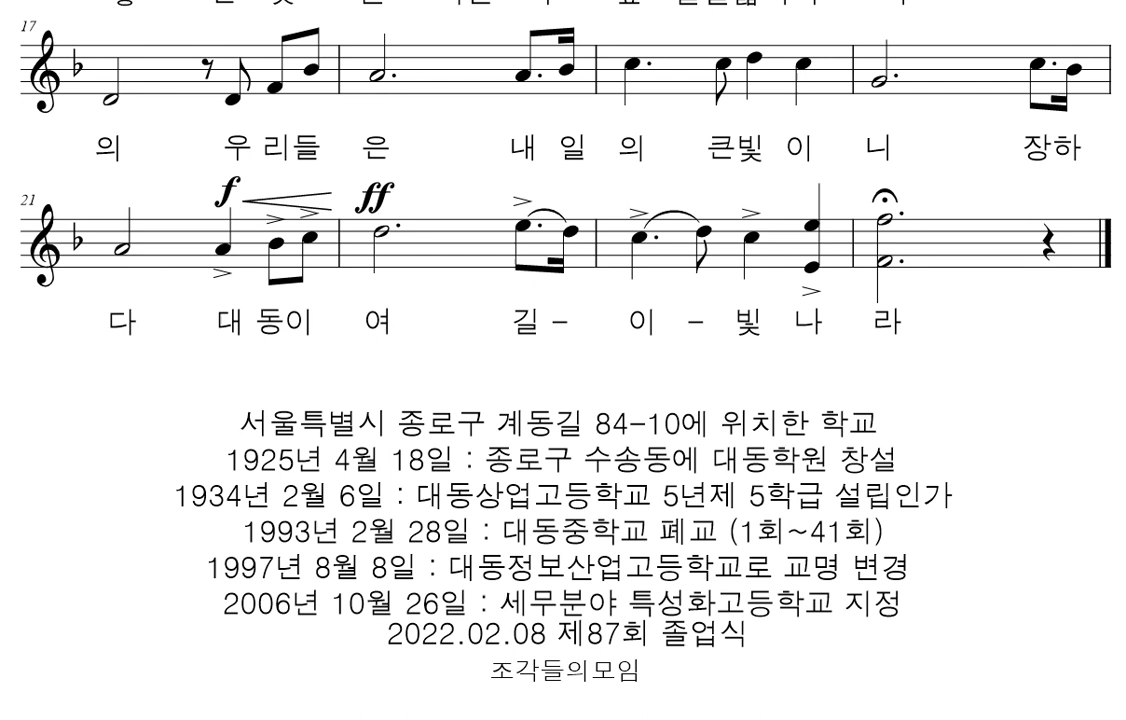 17
의 우 리들 은 내 일 의 큰빛 이 니 장하
21
f ff
다 대 동이 여 길 – 이 – 빛 나 라
서울특별시 종로구 계동길 84-10에 위치한 학교
1925년 4월 18일 : 종로구 수송동에 대동학원 창설
1934년 2월 6일 : 대동상업고등학교 5년제 5학급 설립인가
1993년 2월 28일 : 대동중학교 폐교 (1회~41회)
1997년 8월 8일 : 대동정보산업고등학교로 교명 변경
2006년 10월 26일 : 세무분야 특성화고등학교 지정
2022.02.08 제87회 졸업식
조각들의모임